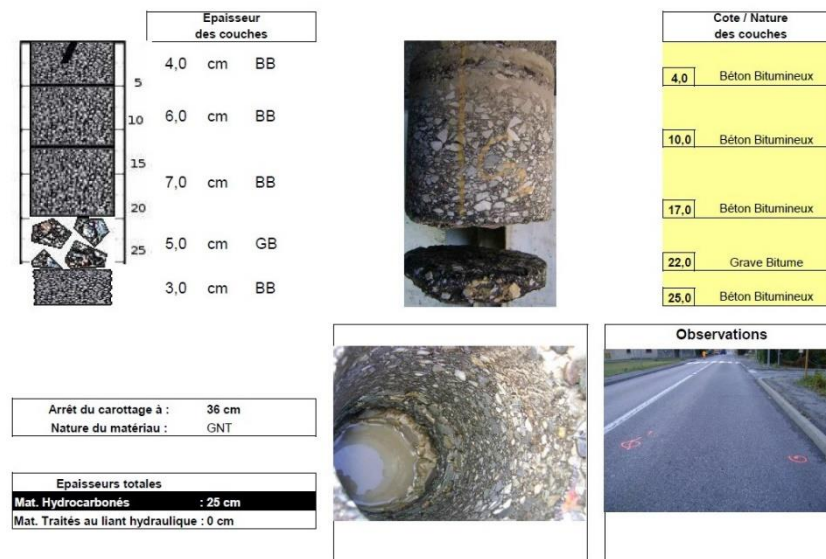 Epaisseur
des couches
4,0 cm BB
5
6,0 cm BB
10
15
7,0 cm BB
20
5,0 cm GB
25
3,0 cm BB
Cote / Nature
des couches
4,0 Béton Bitumineux
10,0 Béton Bitumineux
17,0 Béton Bitumineux
22,0 Grave Bitume
25,0 Béton Bitumineux
Arrêt du carottage à : 36 cm
Nature du matériau : GNT
Epaisseurs totales
Mat. Hydrocarbonés : 25 cm
Mat. Traités au liant hydraulique : 0 cm
Observations
G